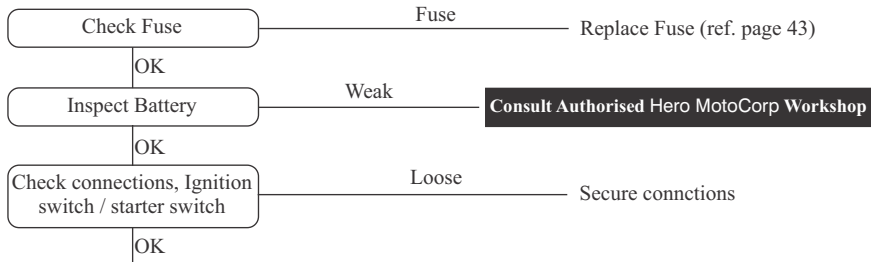 Check Fuse
Fuse
Replace Fuse (ref. page 43)
OK
Inspect Battery
Weak
Consult Authorised Hero MotoCorp Workshop
OK
Check connections, Ignition
switch / starter switch
Loose
Secure connctions
OK